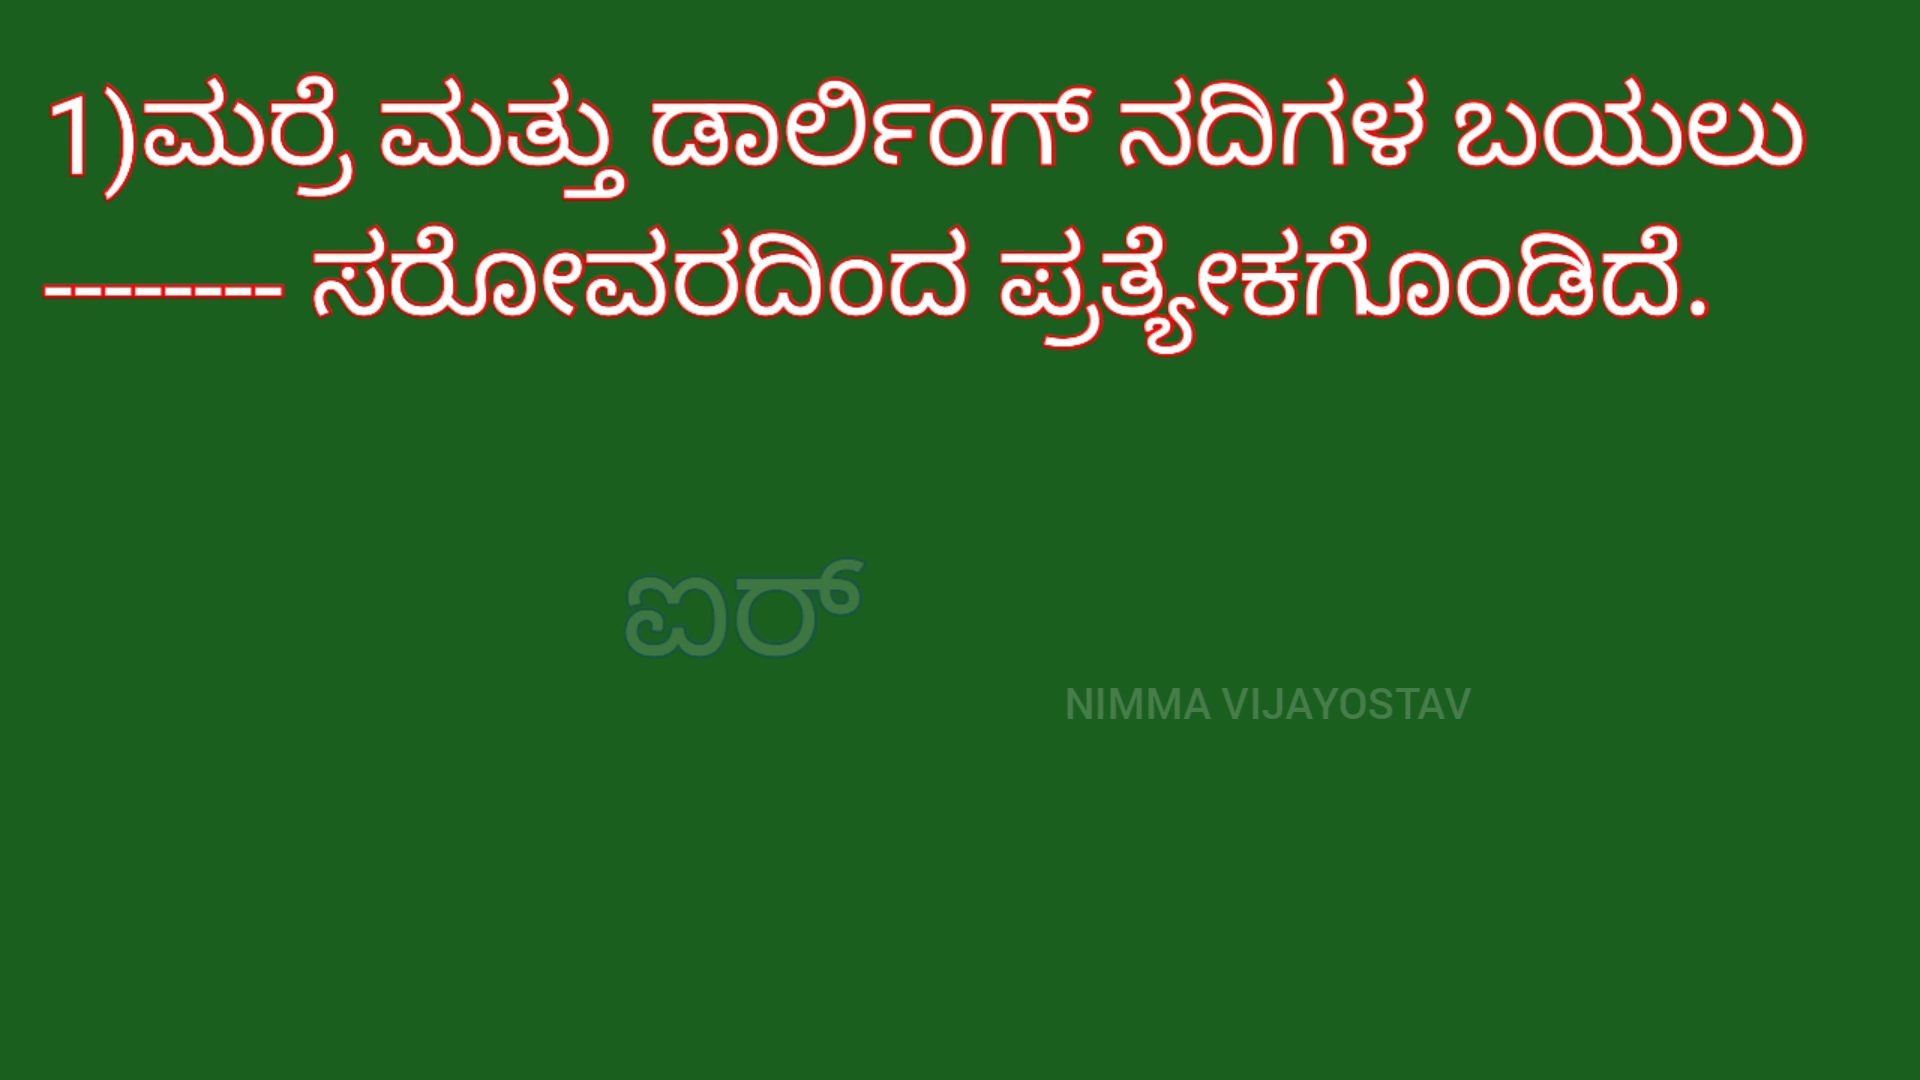 1)ಮರ‍್ರೆ ಮತ್ತು ಡಾರ್ಲಿಂಗ್ ನದಿಗಳ ಬಯಲು
-------- ಸರೋವರದಿಂದ ಪ್ರತ್ಯೇಕಗೊಂಡಿದೆ.
ಐರ್
NIMMA VIJAYOSTAV